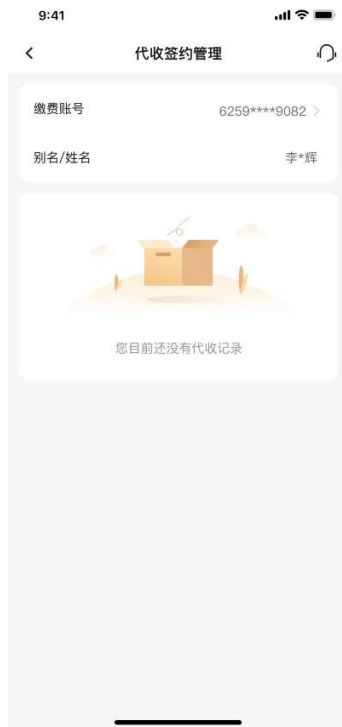 9:41
代收签约管理
缴费账号 6259****9082
别名/姓名 李*辉
您目前还没有代收记录